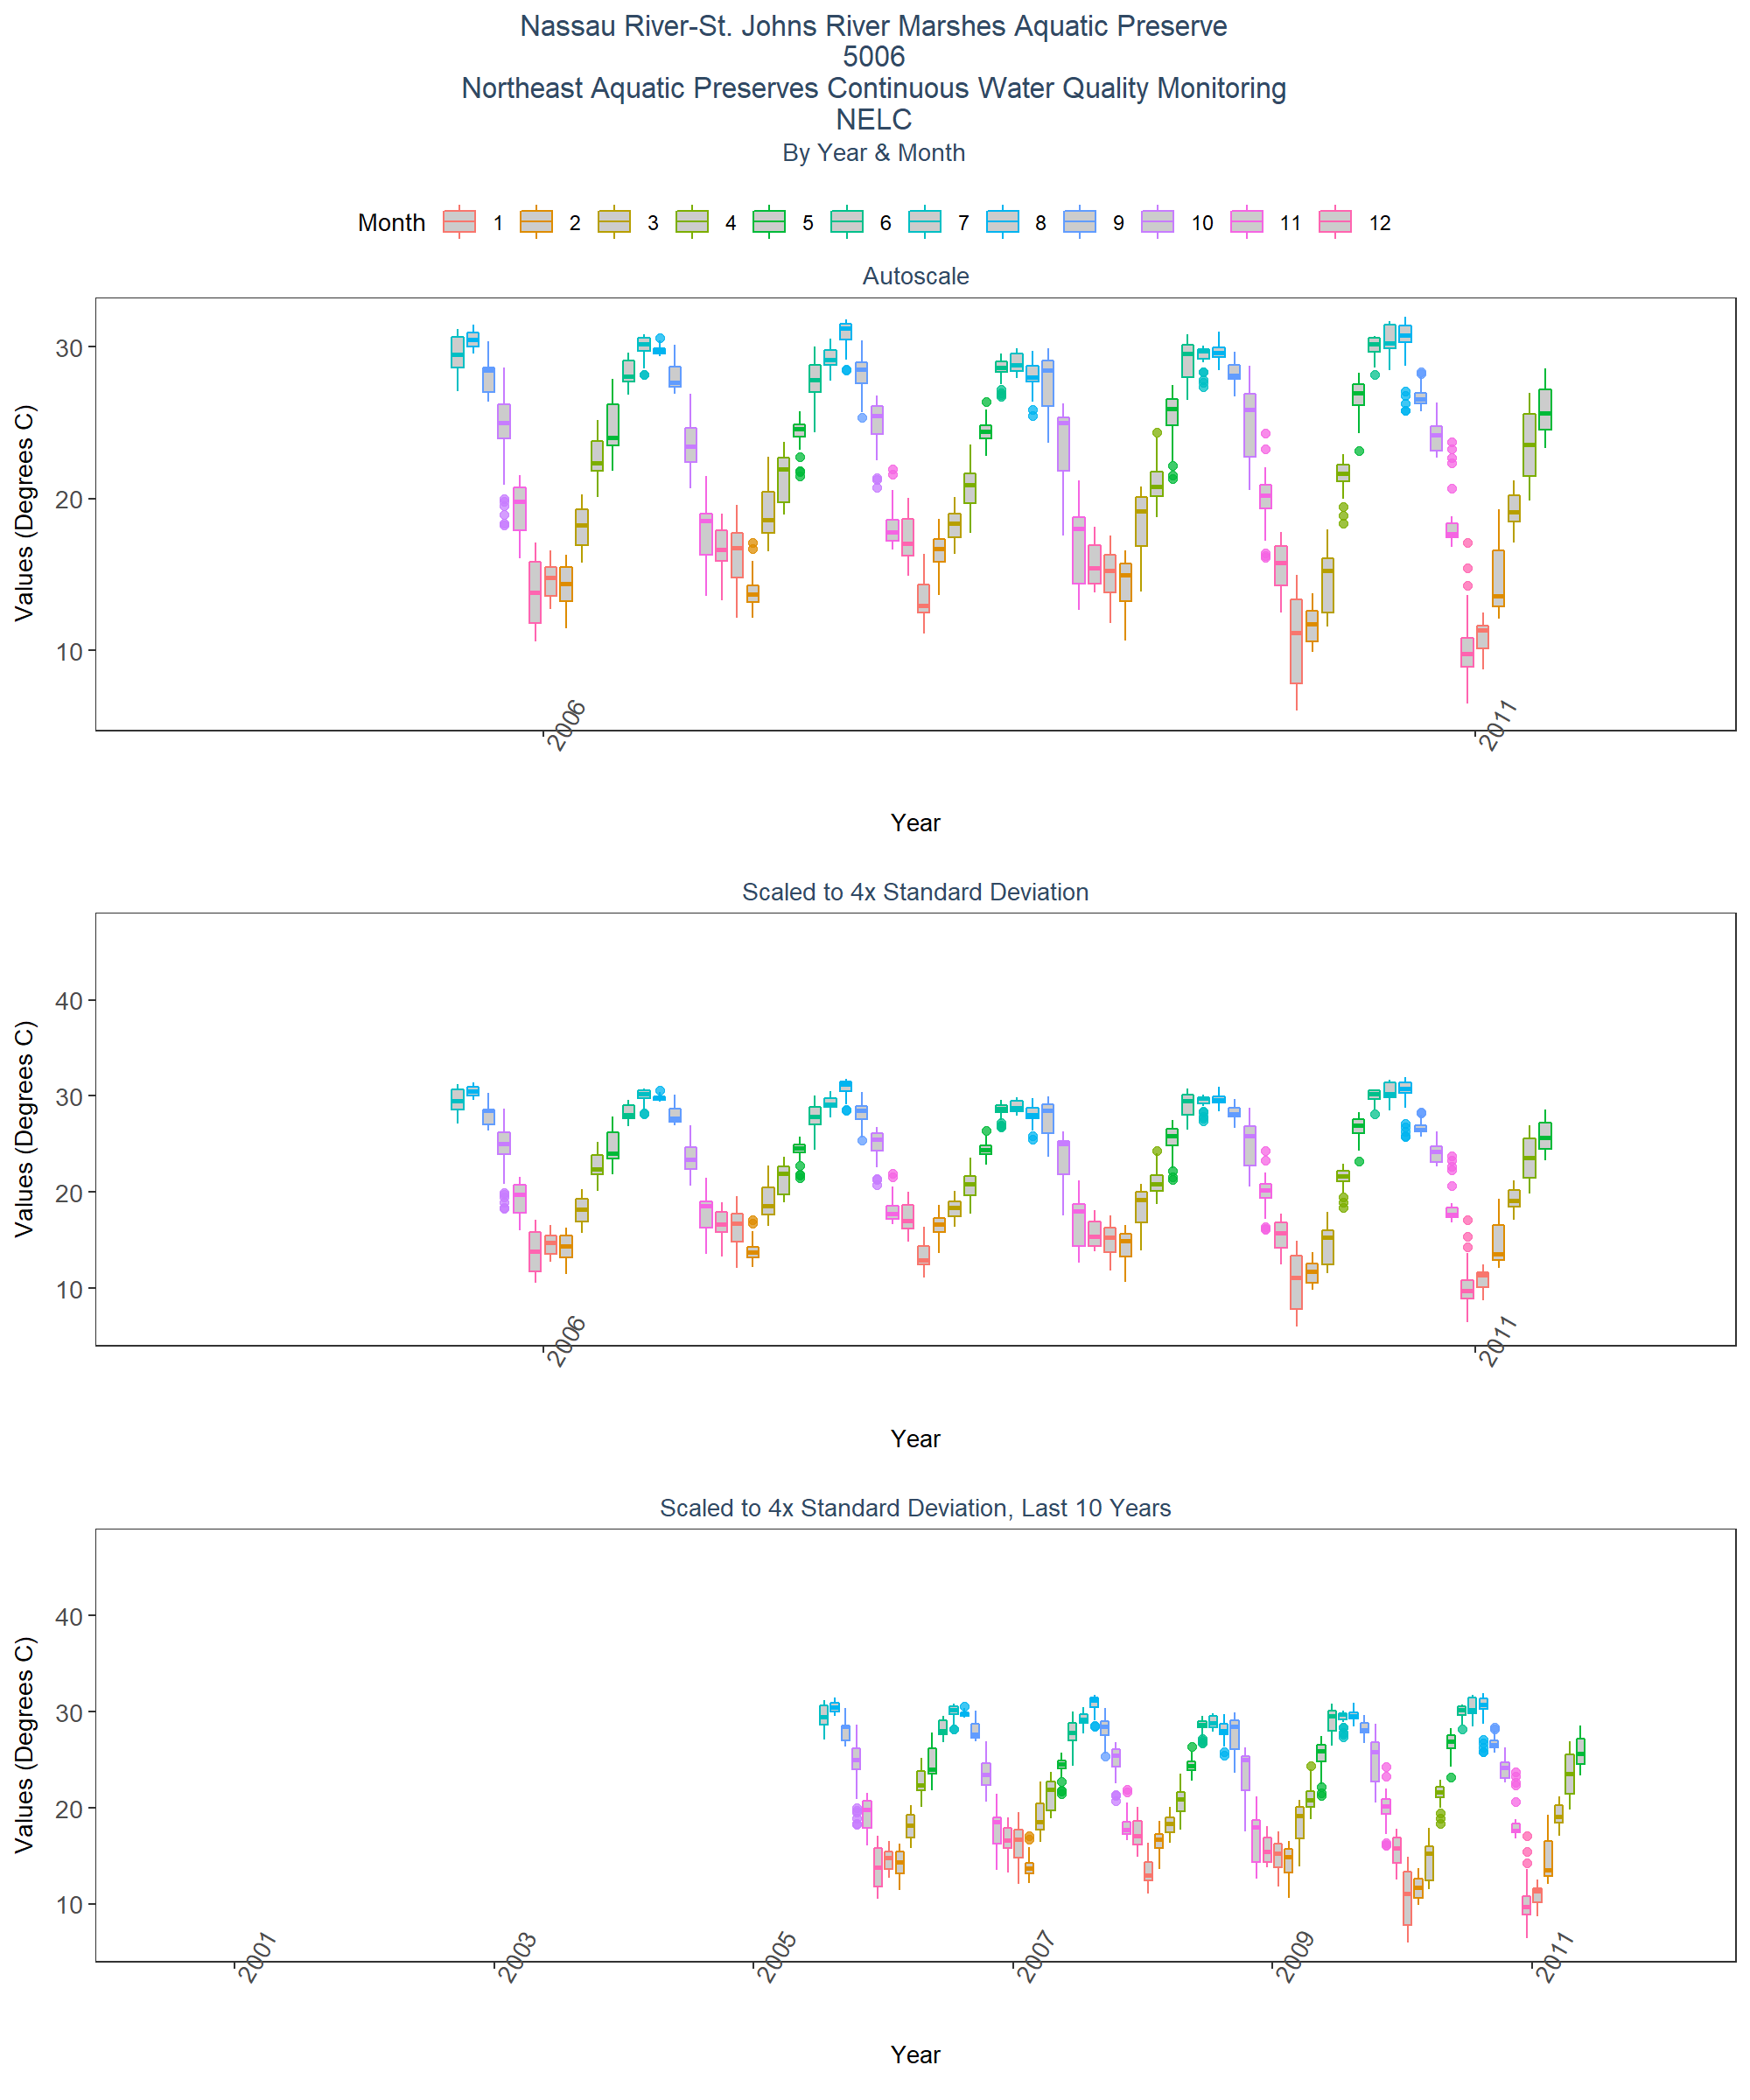 Nassau River-St. Johns River Marshes Aquatic Preserve
5006
Northeast Aquatic Preserves Continuous Water Quality Monitoring
NELC
By Year & Month
Month 1 2 3 4 5 6 7 8 9 10 11 12
Autoscale
Values (Degrees C)
30
20
10
2006 2011
Year
Scaled to 4x Standard Deviation
Values (Degrees C)
40
30
20
10
2006 2011
Year
Scaled to 4x Standard Deviation, Last 10 Years
Values (Degrees C)
40
30
20
10
2001 2003 2005 2007 2009 2011
Year